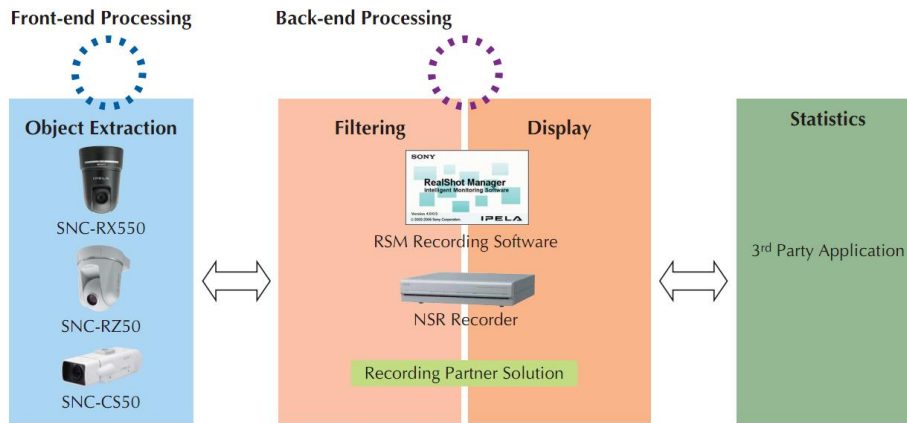 Front-end Processing
Back-end Processing
Object Extraction
IPELA
SNC-RX550
SNC-RZ50
SNC-CS50
Filtering
Display
SONY
RealShot Manager
Intelligent Monitoring Software
IPELA
RSM Recording Software
NSR Recorder
Recording Partner Solution
Statistics
3rd Party Application